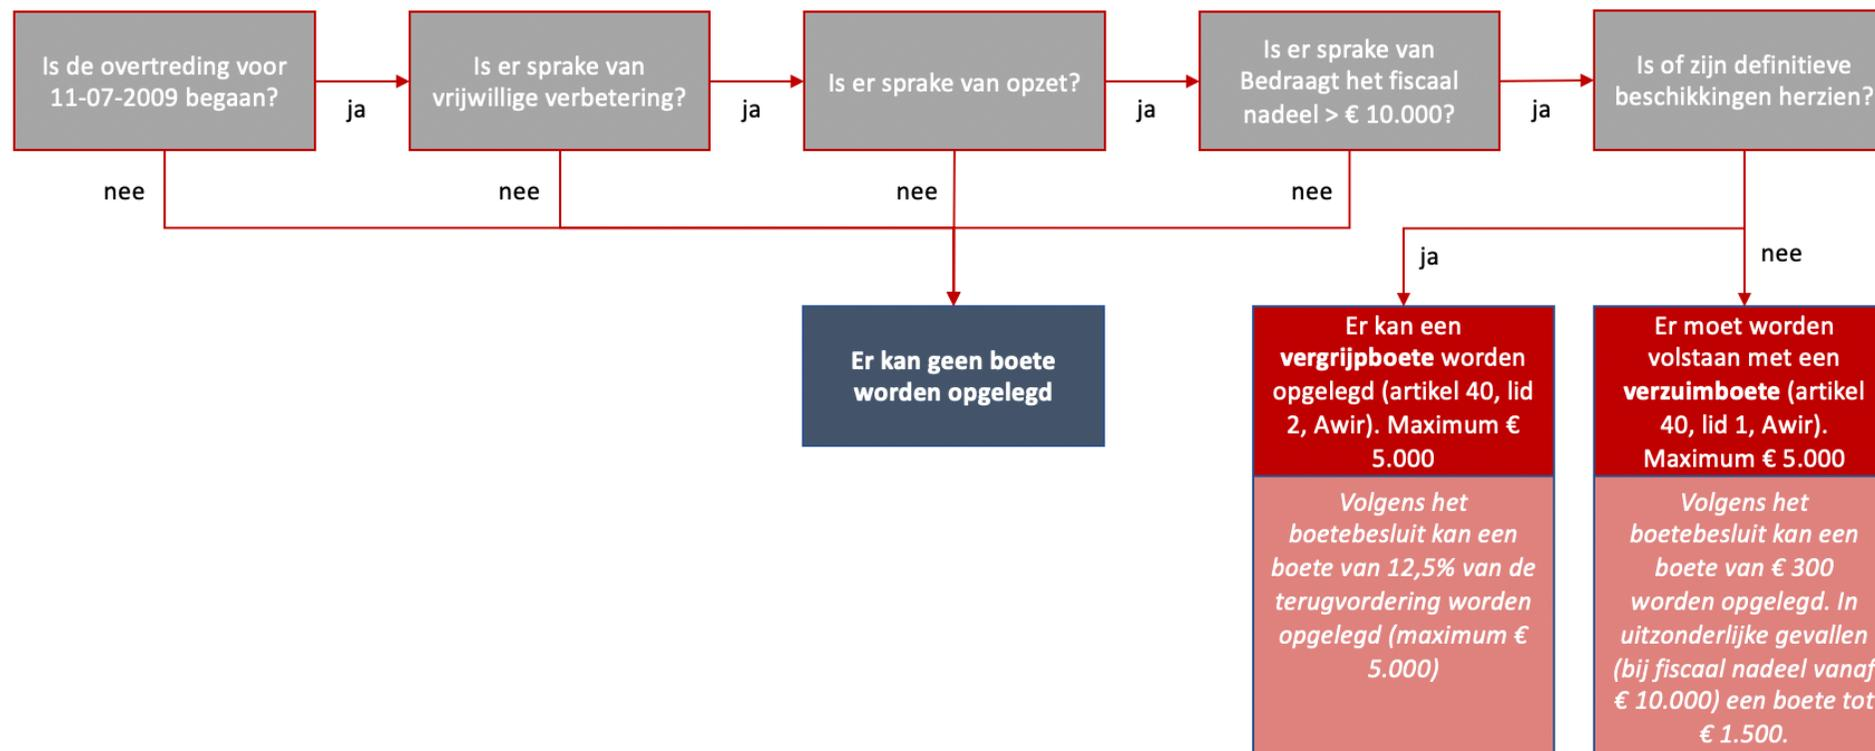 Is de overtreding voor
11-07-2009 begaan?
ja
Is er sprake van
vrijwillige verbetering?
ja
Is er sprake van opzet?
ja
Is er sprake van
Bedraagt het fiscaal
nadeel > € 10.000?
ja
Is of zijn definitieve
beschikkingen herzien?
nee
nee
nee
nee
ja
nee
Er kan geen boete
worden opgelegd
Er kan een
vergrijpboete worden
opgelegd (artikel 40, lid
2, Awir). Maximum €
5.000
Volgens het
boetebesluit kan een
boete van 12,5% van de
terugvordering worden
opgelegd (maximum €
5.000)
Er moet worden
volstaan met een
verzuimboete (artikel
40, lid 1, Awir).
Maximum € 5.000
Volgens het
boetebesluit kan een
boete van € 300
worden opgelegd. In
uitzonderlijke gevallen
(bij fiscaal nadeel vanaf
€ 10.000) een boete tot
€ 1.500.